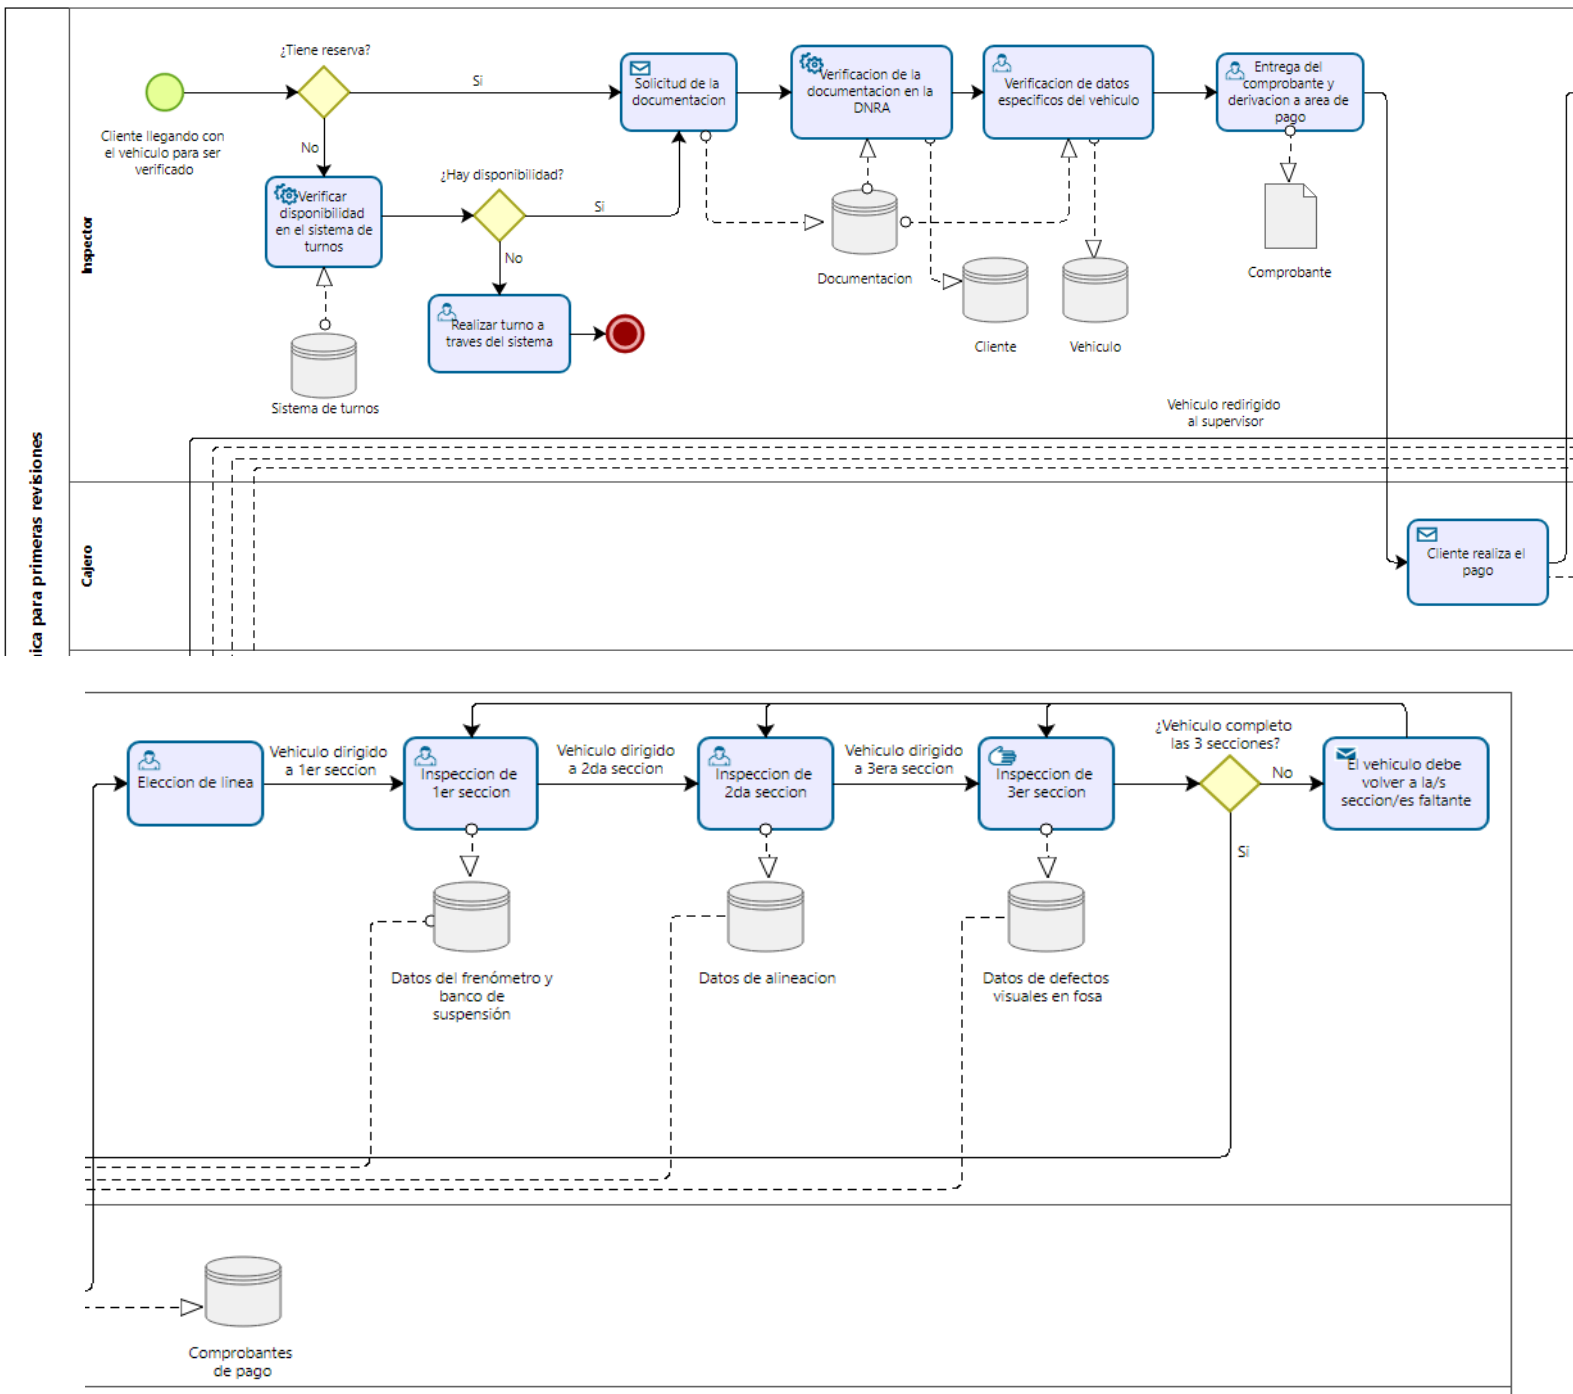 ¿Tiene reserva?
Si
No
Cliente llegando con
el vehiculo para ser
verificado
Verificar
disponibilidad
en el sistema de
turnos
Sistema de turnos
¿Hay disponibilidad?
Si
No
Realizar turno a
traves del sistema
Solicitud de la
documentacion
Verificacion de la
documentacion en la
DNRA
Verificacion de datos
especificos del vehiculo
Entrega del
comprobante y
derivacion a area de
pago
Documentacion
Cliente
Vehiculo
Comprobante
Vehiculo redirigido
al supervisor
Inspector
ica para primeras revisiones
Cajero
Cliente realiza el
pago
Eleccion de linea
Vehiculo dirigido
a 1er seccion
Inspeccion de
1er seccion
Vehiculo dirigido
a 2da seccion
Inspeccion de
2da seccion
Vehiculo dirigido
a 3era seccion
Inspeccion de
3er seccion
¿Vehiculo completo
las 3 secciones?
No
Si
El vehiculo debe
volver a la/s
seccion/es faltante
Datos del frenómetro y
banco de
suspensión
Datos de alineacion
Datos de defectos
visuales en fosa
Comprobantes
de pago